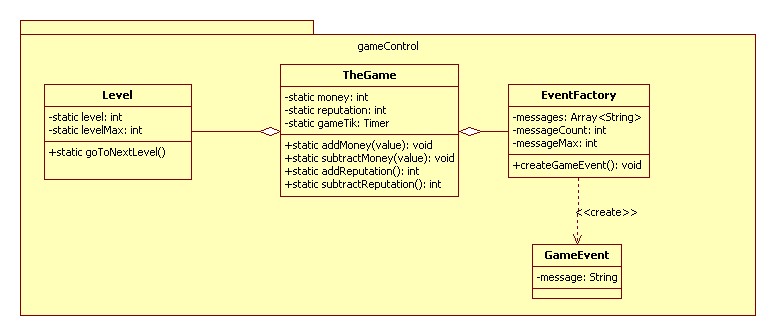 gameControl
Level
-static level: int
-static levelMax: int
+static goToNextLevel()
TheGame
-static money: int
-static reputation: int
-static gameTik: Timer
+static addMoney(value): void
+static subtractMoney(value): void
+static addReputation(): int
+static subtractReputation(): int
EventFactory
-messages: Array<String>
-messageCount: int
-messageMax: int
+createGameEvent(): void
<<create>>
GameEvent
-message: String